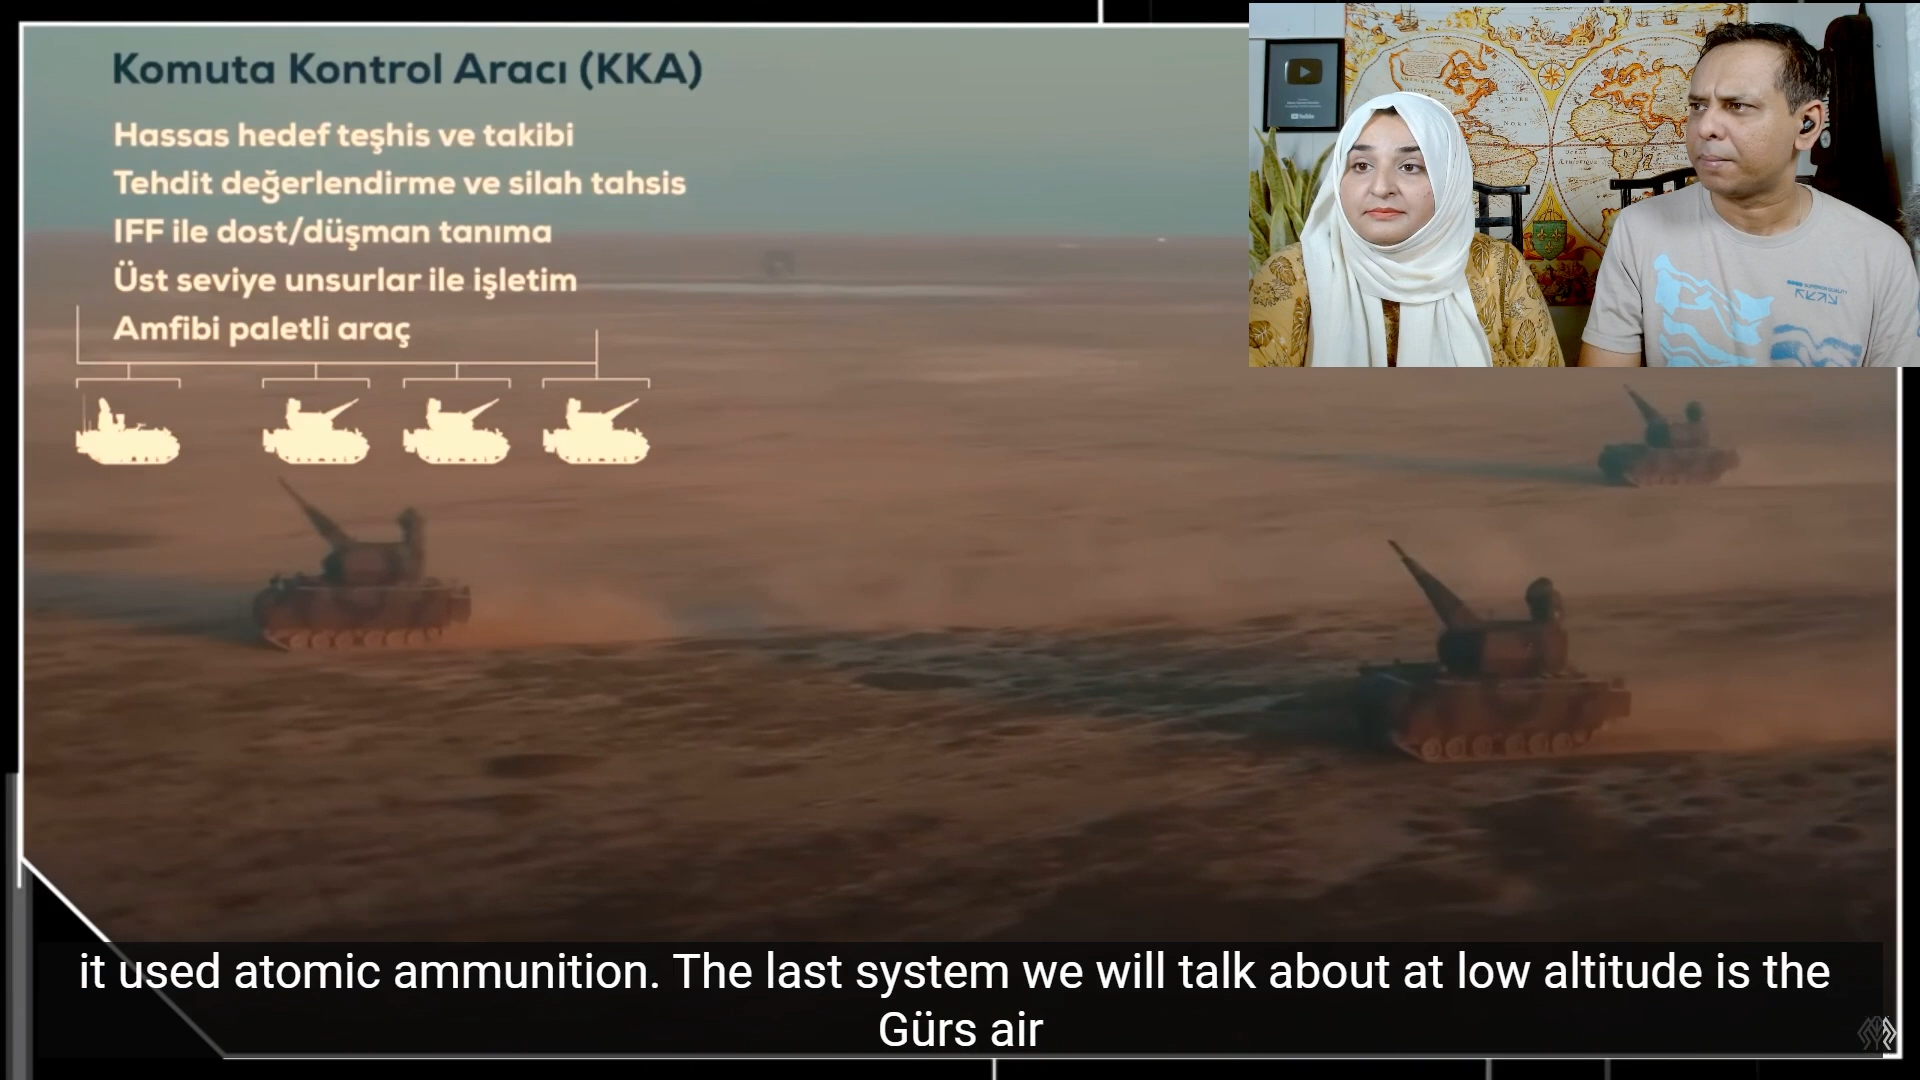 Komuta Kontrol Aracı (KKA)
Hassas hedef teşhis ve takibi
Tehdit değerlendirme ve silah tahsis
IFF ile dost/düşman tanıma
Üst seviye unsurlar ile işletim
Amfibi paletli araç
it used atomic ammunition. The last system we will talk about at low altitude is the
Gürs air